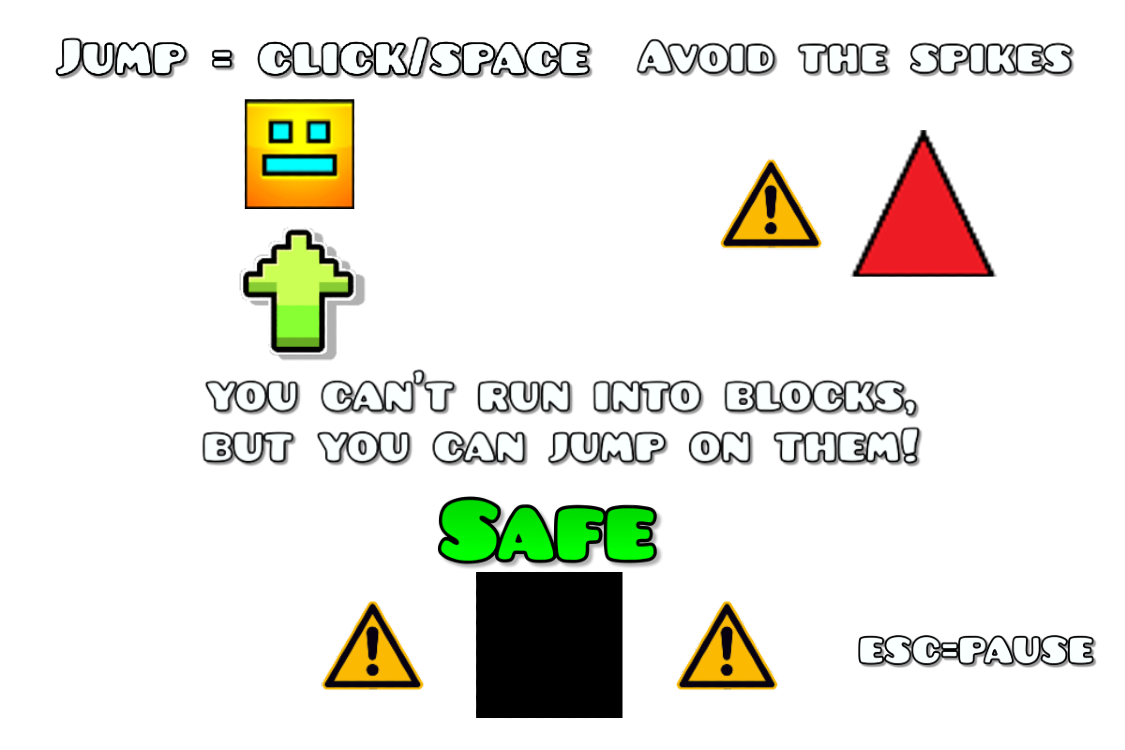 Jump = click/space
Avoid the spikes
you can't run into blocks,
but you can jump on them!
Safe
esc=pause